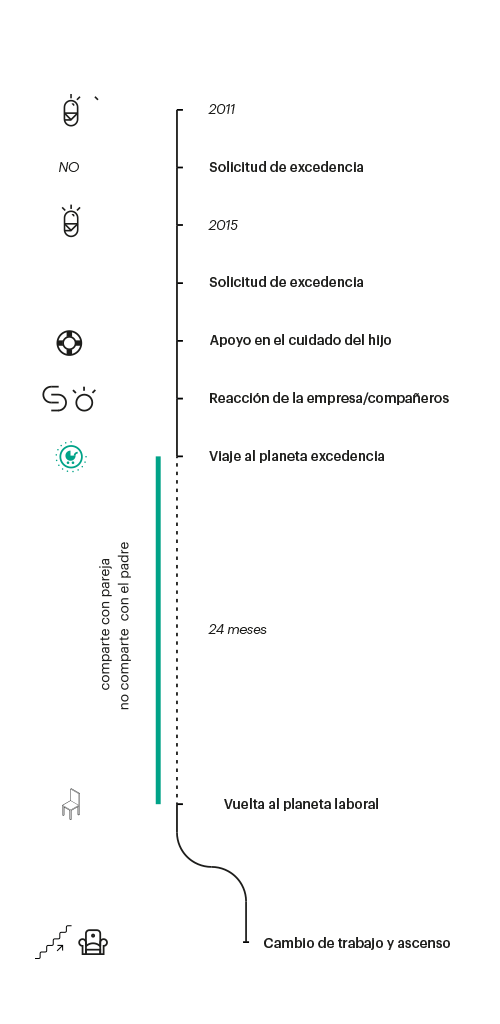 2011
NO
Solicitud de excedencia
2015
Solicitud de excedencia
Apoyo en el cuidado del hijo
Reacción de la empresa/compañeros
Viaje al planeta excedencia
comparte con pareja
no comparte con el padre
24 meses
Vuelta al planeta laboral
Cambio de trabajo y ascenso